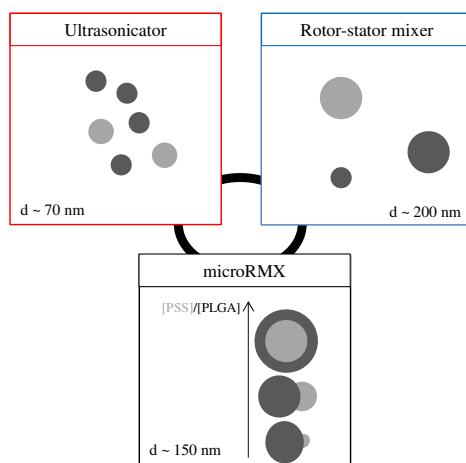 Ultrasonicator
d ~ 70 nm
Rotor-stator mixer
d ~ 200 nm
microRMX
[PSS]/[PLGA]
d ~ 150 nm